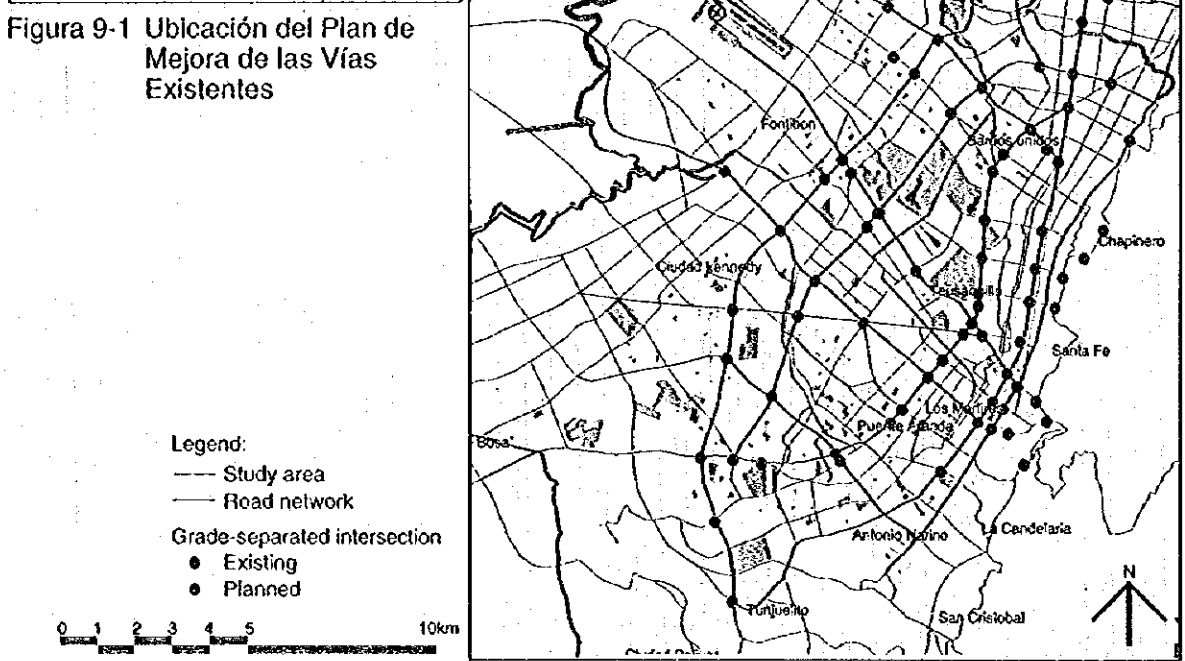 Figura 9-1 Ubicación del Plan de
Mejora de las Vías
Existentes
Fontibon
Barrios unidos
Chapinero
Ciudad kennedy
Teusaquillo
Santa Fe
Los Martires
Puente Aranda
Bosa
Antonio Narino
La Candelaria
Tunjuelito
San Cristobal
Legend:
Study area
Road network
Grade-separated intersection
Existing
Planned
0 1 2 3 4 5 10km
N